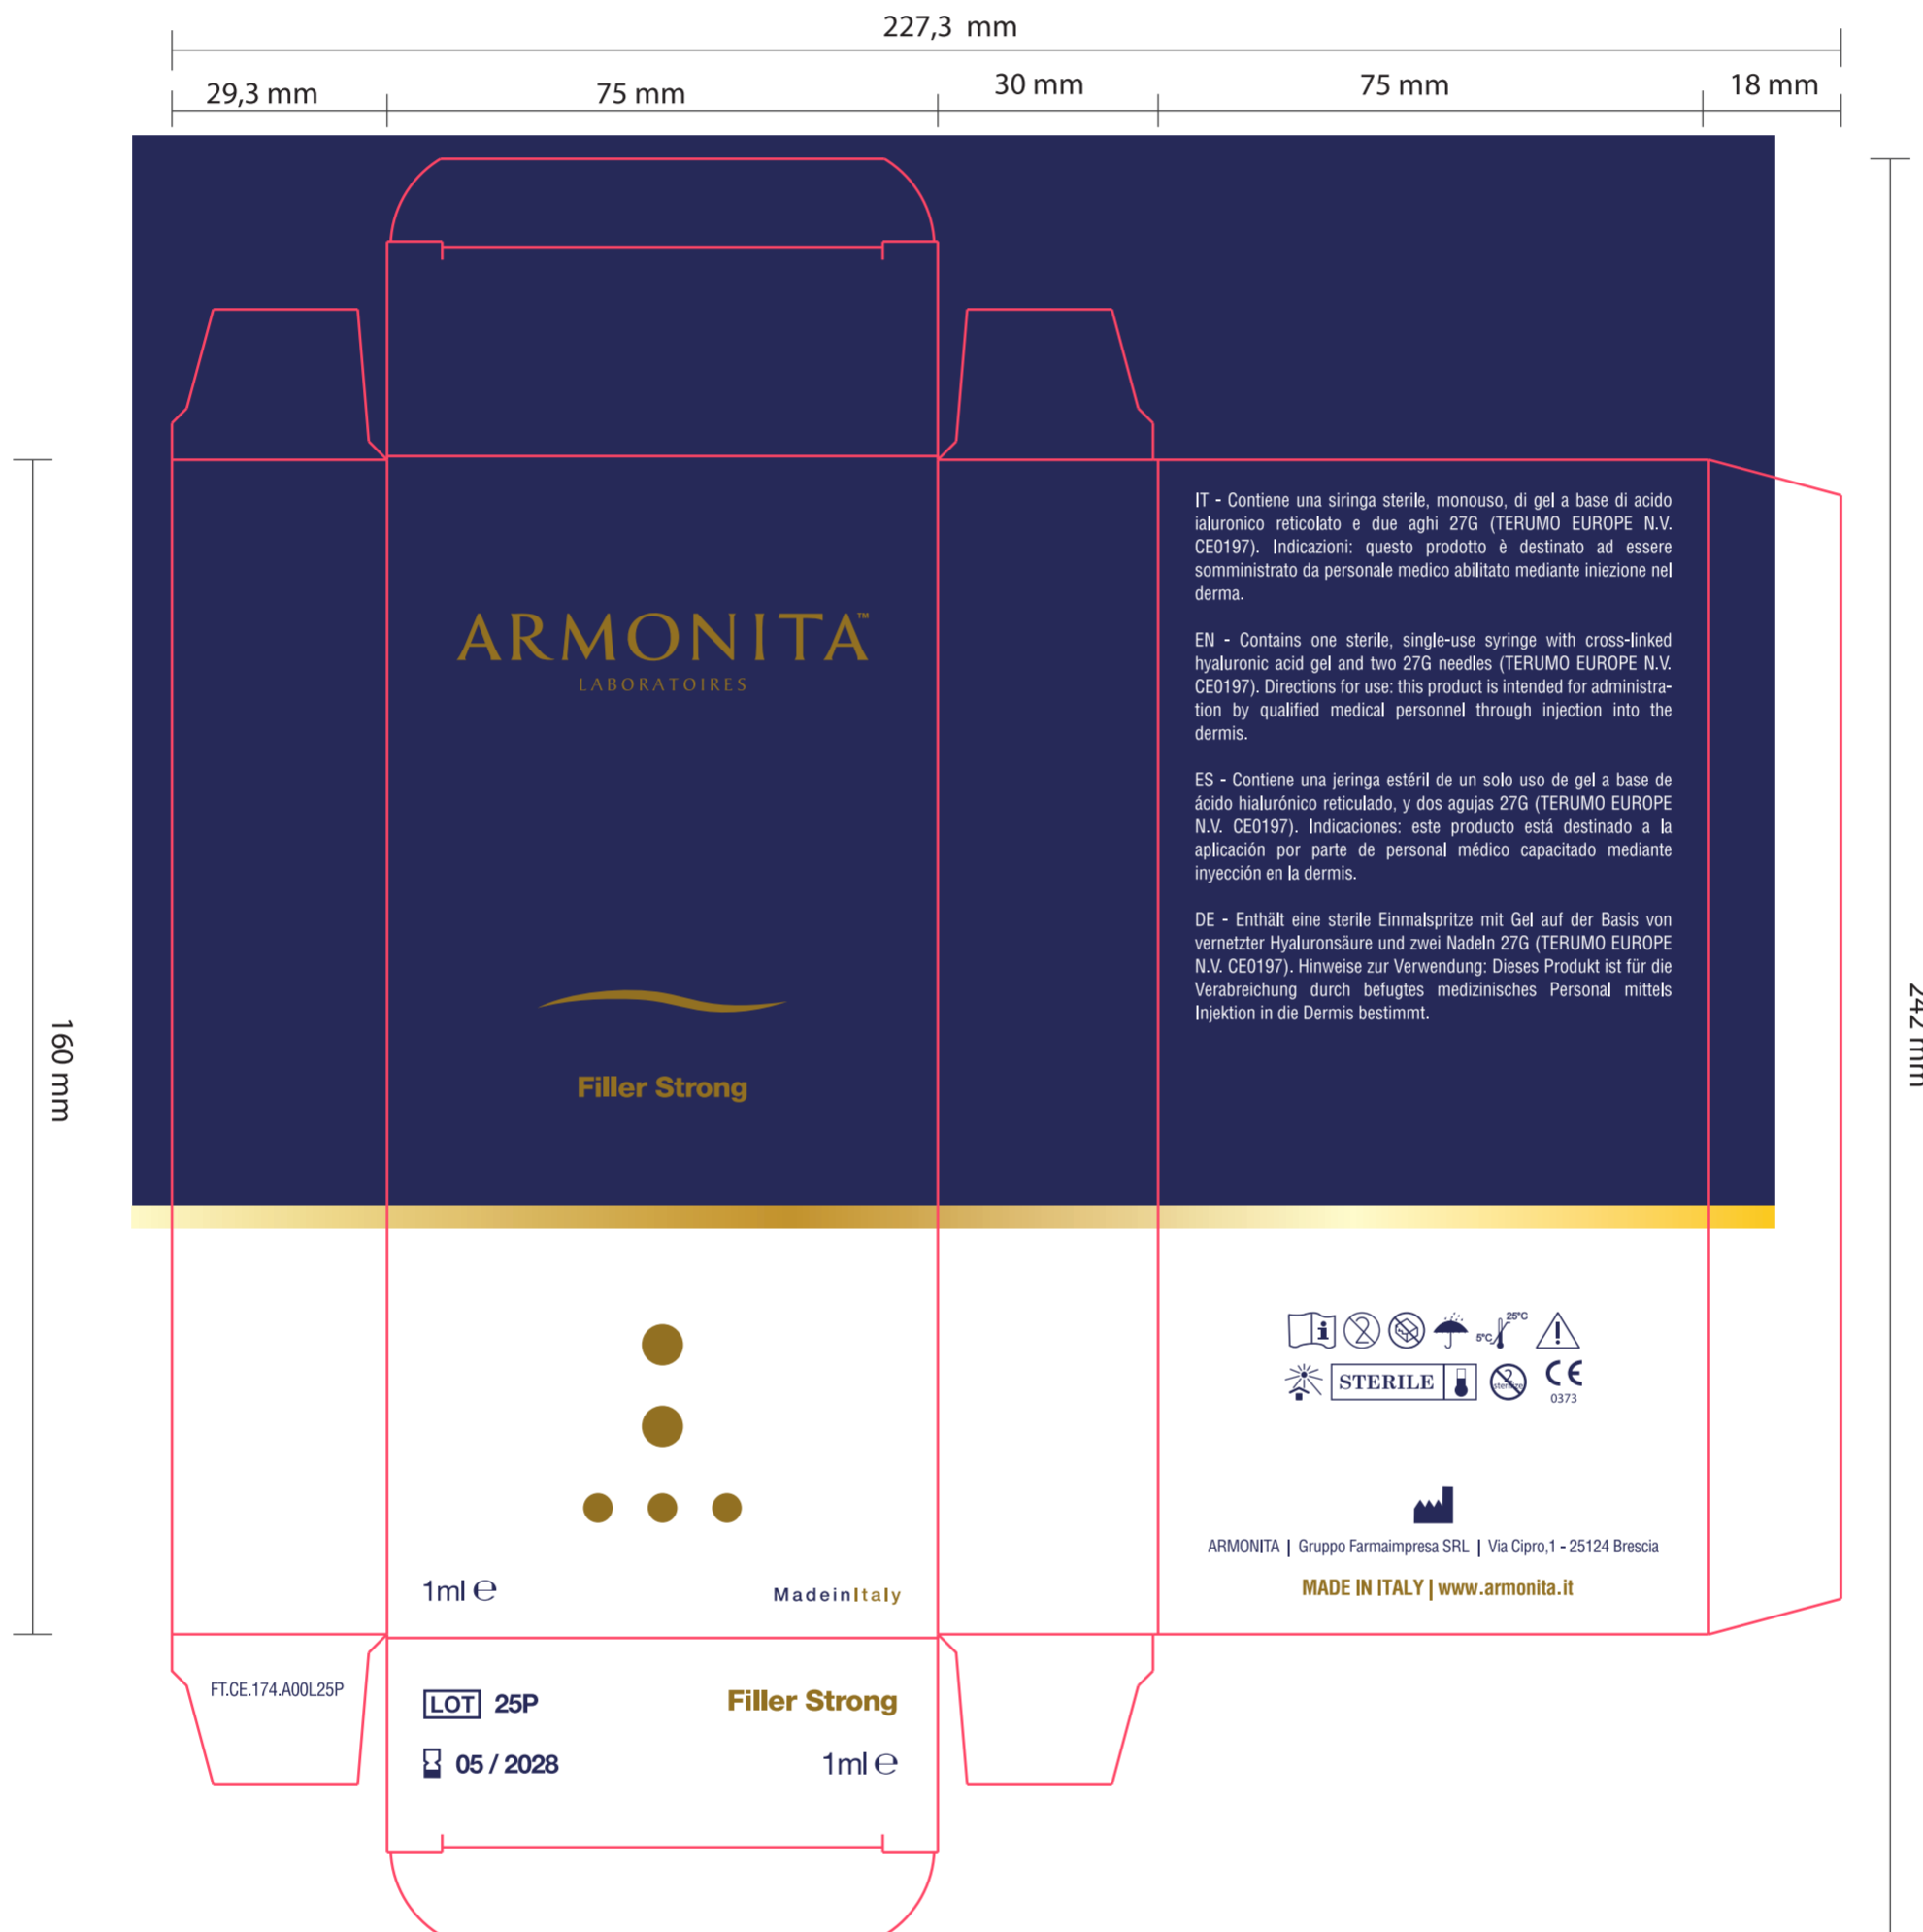 227,3 mm
29,3 mm
75 mm
30 mm
75 mm
18 mm
160 mm
242 mm
ARMONITA™
LABORATOIRES
Filler Strong
IT - Contiene una siringa sterile, monouso, di gel a base di acido
ialuronico reticolato e due aghi 27G (TERUMO EUROPE N.V.
CE0197). Indicazioni: questo prodotto è destinato ad essere
somministrato da personale medico abilitato mediante iniezione nel
derma.
EN - Contains one sterile, single-use syringe with cross-linked
hyaluronic acid gel and two 27G needles (TERUMO EUROPE N.V.
CE0197). Directions for use: this product is intended for administra-
tion by qualified medical personnel through injection into the
dermis.
ES - Contiene una jeringa estéril de un solo uso de gel a base de
ácido hialurónico reticulado, y dos agujas 27G (TERUMO EUROPE
N.V. CE0197). Indicaciones: este producto está destinado a la
aplicación por parte de personal médico capacitado mediante
inyección en la dermis.
DE - Enthält eine sterile Einmalspritze mit Gel auf der Basis von
vernetzter Hyaluronsäure und zwei Nadeln 27G (TERUMO EUROPE
N.V. CE0197). Hinweise zur Verwendung: Dieses Produkt ist für die
Verabreichung durch befugtes medizinisches Personal mittels
Injektion in die Dermis bestimmt.
1ml ℮
MadeinItaly
i 2 5°C 25°C !
STERILE 2 sterilize CE
0373
ARMONITA | Gruppo Farmaimpresa SRL | Via Cipro,1 - 25124 Brescia
MADE IN ITALY | www.armonita.it
FT.CE.174.A00L25P
LOT 25P
Filler Strong
05 / 2028
1ml ℮